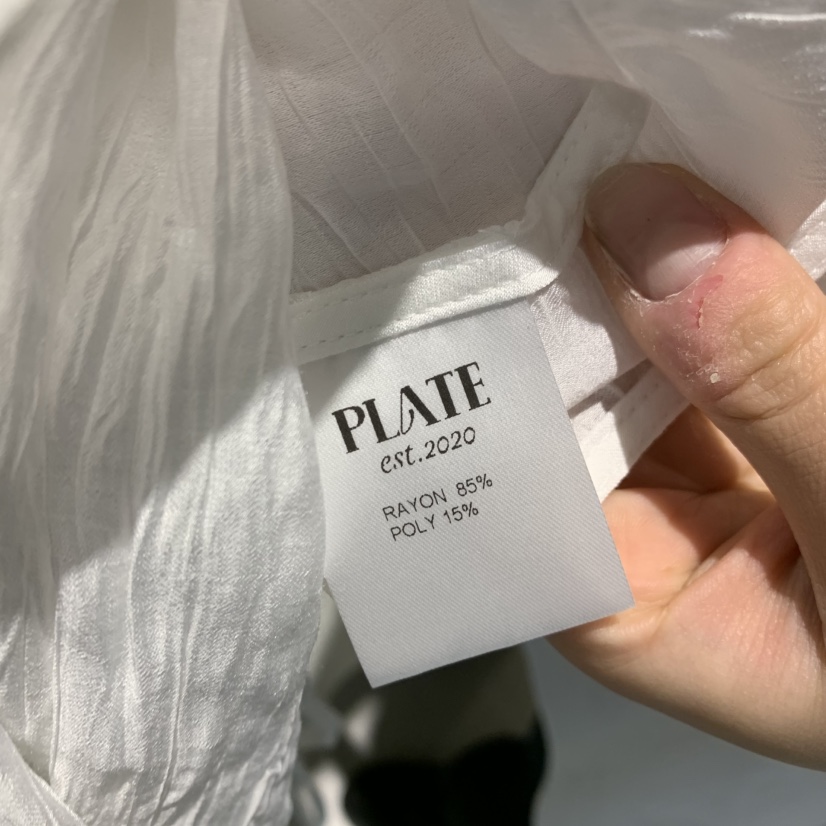 PLATE
est.2020
RAYON 85%
POLY 15%